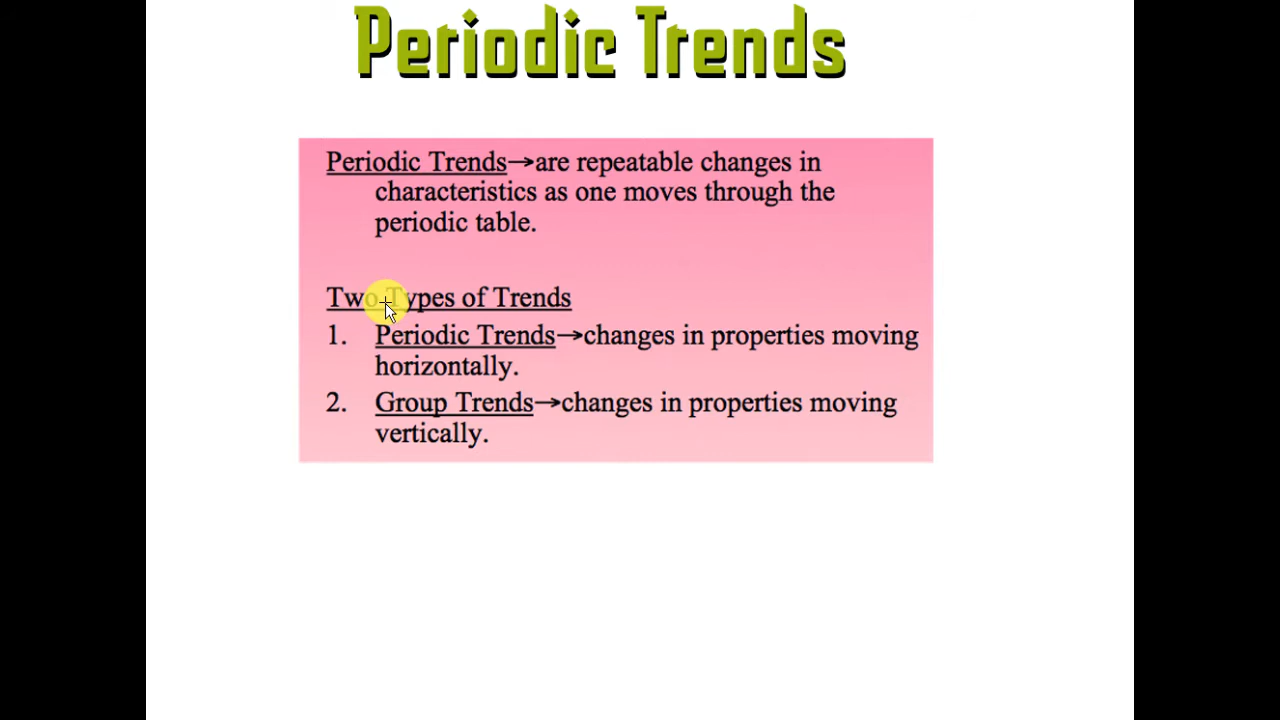 Periodic Trends
Periodic Trends→are repeatable changes in
characteristics as one moves through the
periodic table.
Two Types of Trends
1. Periodic Trends→changes in properties moving
horizontally.
2. Group Trends→changes in properties moving
vertically.